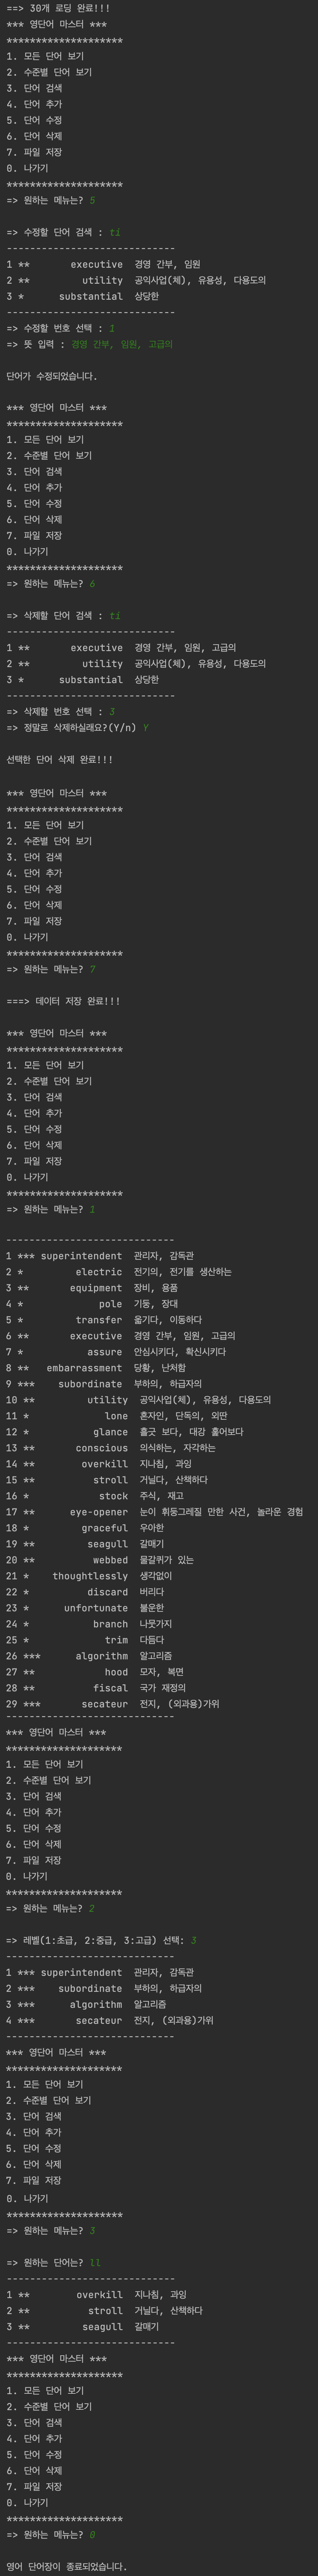 ==> 30개 로딩 완료!!!
*** 영단어 마스터 ***
********************
1. 모든 단어 보기
2. 수준별 단어 보기
3. 단어 검색
4. 단어 추가
5. 단어 수정
6. 단어 삭제
7. 파일 저장
0. 나가기
********************
=> 원하는 메뉴는? 5
=> 수정할 단어 검색 : ti
-----------------------------
1 ** executive 경영 간부, 임원
2 ** utility 공익사업(체), 유용성, 다용도의
3 * substantial 상당한
-----------------------------
=> 수정할 번호 선택 : 1
=> 뜻 입력 : 경영 간부, 임원, 고급의
단어가 수정되었습니다.
*** 영단어 마스터 ***
********************
1. 모든 단어 보기
2. 수준별 단어 보기
3. 단어 검색
4. 단어 추가
5. 단어 수정
6. 단어 삭제
7. 파일 저장
0. 나가기
********************
=> 원하는 메뉴는? 6
=> 삭제할 단어 검색 : ti
-----------------------------
1 ** executive 경영 간부, 임원, 고급의
2 ** utility 공익사업(체), 유용성, 다용도의
3 * substantial 상당한
-----------------------------
=> 삭제할 번호 선택 : 3
=> 정말로 삭제하실래요?(Y/n) Y
선택한 단어 삭제 완료!!!
*** 영단어 마스터 ***
********************
1. 모든 단어 보기
2. 수준별 단어 보기
3. 단어 검색
4. 단어 추가
5. 단어 수정
6. 단어 삭제
7. 파일 저장
0. 나가기
********************
=> 원하는 메뉴는? 7
===> 데이터 저장 완료!!!
*** 영단어 마스터 ***
********************
1. 모든 단어 보기
2. 수준별 단어 보기
3. 단어 검색
4. 단어 추가
5. 단어 수정
6. 단어 삭제
7. 파일 저장
0. 나가기
********************
=> 원하는 메뉴는? 1
-----------------------------
1 *** superintendent 관리자, 감독관
2 * electric 전기의, 전기를 생산하는
3 ** equipment 장비, 용품
4 * pole 기둥, 장대
5 * transfer 옮기다, 이동하다
6 ** executive 경영 간부, 임원, 고급의
7 * assure 안심시키다, 확신시키다
8 ** embarrassment 당황, 난처함
9 *** subordinate 부하의, 하급자의
10 ** utility 공익사업(체), 유용성, 다용도의
11 * lone 혼자인, 단독의, 외딴
12 * glance 흘긋 보다, 대강 훑어보다
13 ** conscious 의식하는, 자각하는
14 ** overkill 지나침, 과잉
15 ** stroll 거닐다, 산책하다
16 * stock 주식, 재고
17 ** eye-opener 눈이 휘둥그레질 만한 사건, 놀라운 경험
18 * graceful 우아한
19 ** seagull 갈매기
20 ** webbed 물갈퀴가 있는
21 * thoughtlessly 생각없이
22 * discard 버리다
23 * unfortunate 불운한
24 * branch 나뭇가지
25 * trim 다듬다
26 *** algorithm 알고리즘
27 ** hood 모자, 복면
28 ** fiscal 국가 재정의
29 *** secateur 전지, (외과용)가위
-----------------------------
*** 영단어 마스터 ***
********************
1. 모든 단어 보기
2. 수준별 단어 보기
3. 단어 검색
4. 단어 추가
5. 단어 수정
6. 단어 삭제
7. 파일 저장
0. 나가기
********************
=> 원하는 메뉴는? 2
=> 레벨(1:초급, 2:중급, 3:고급) 선택: 3
-----------------------------
1 *** superintendent 관리자, 감독관
2 *** subordinate 부하의, 하급자의
3 *** algorithm 알고리즘
4 *** secateur 전지, (외과용)가위
-----------------------------
*** 영단어 마스터 ***
********************
1. 모든 단어 보기
2. 수준별 단어 보기
3. 단어 검색
4. 단어 추가
5. 단어 수정
6. 단어 삭제
7. 파일 저장
0. 나가기
********************
=> 원하는 메뉴는? 3
=> 원하는 단어는? ll
-----------------------------
1 ** overkill 지나침, 과잉
2 ** stroll 거닐다, 산책하다
3 ** seagull 갈매기
-----------------------------
*** 영단어 마스터 ***
********************
1. 모든 단어 보기
2. 수준별 단어 보기
3. 단어 검색
4. 단어 추가
5. 단어 수정
6. 단어 삭제
7. 파일 저장
0. 나가기
********************
=> 원하는 메뉴는? 0
영어 단어장이 종료되었습니다.